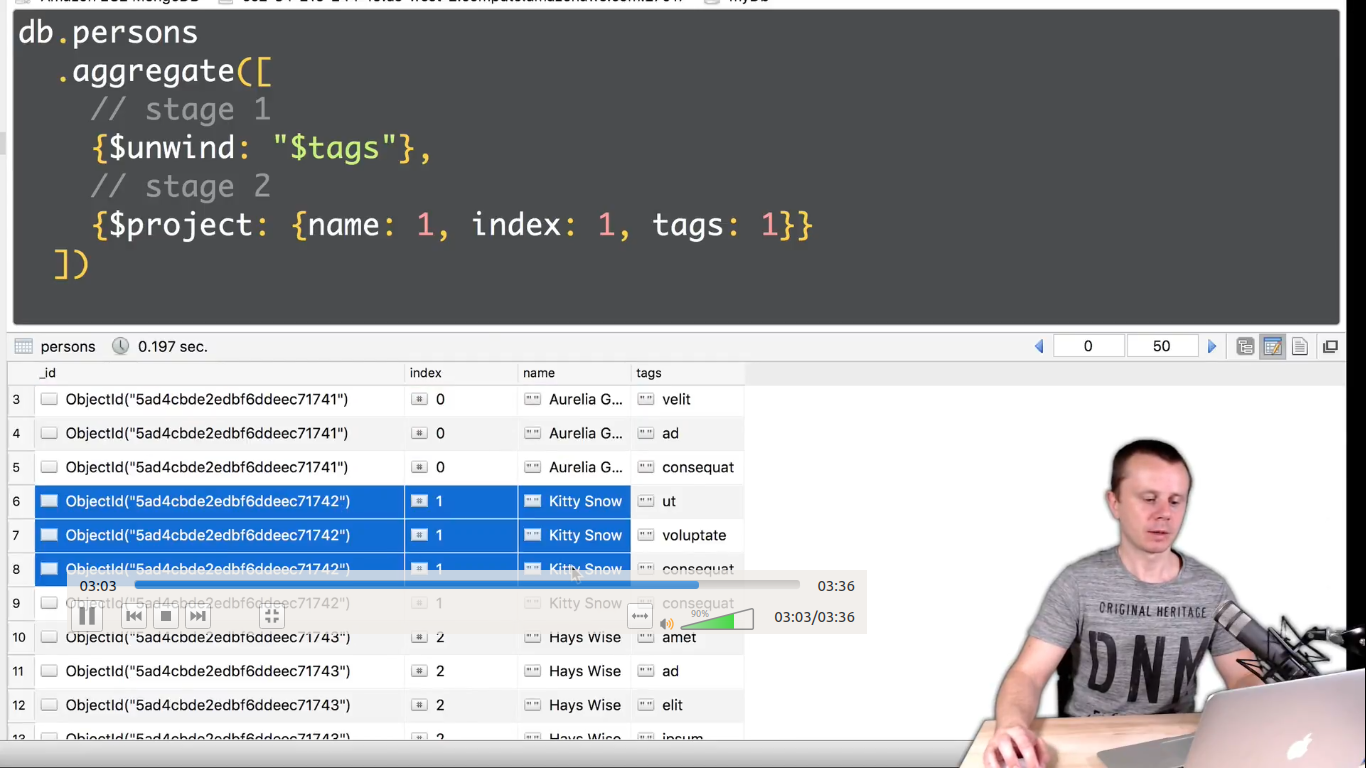 db.persons
.aggregate([
// stage 1
{$unwind: "$tags"},
// stage 2
{$project: {name: 1, index: 1, tags: 1}}
])
persons 0.197 sec. 0 50
_id index name tags
3 ObjectId("5ad4cbde2edbf6ddeec71741") # 0 "" Aurelia G... "" velit
4 ObjectId("5ad4cbde2edbf6ddeec71741") # 0 "" Aurelia G... "" ad
5 ObjectId("5ad4cbde2edbf6ddeec71741") # 0 "" Aurelia G... "" consequat
6 ObjectId("5ad4cbde2edbf6ddeec71742") # 1 "" Kitty Snow "" ut
7 ObjectId("5ad4cbde2edbf6ddeec71742") # 1 "" Kitty Snow "" voluptate
8 ObjectId("5ad4cbde2edbf6ddeec71742") # 1 "" Kitty Snow "" consequat
03:03 03:36
9 ObjectId("5ad4cbde2edbf6ddeec71742") # 1 "" Kitty Snow "" consequat
90% 03:03/03:36
10 ObjectId("5ad4cbde2edbf6ddeec71743") # 2 "" Hays Wise "" amet
11 ObjectId("5ad4cbde2edbf6ddeec71743") # 2 "" Hays Wise "" ad
12 ObjectId("5ad4cbde2edbf6ddeec71743") # 2 "" Hays Wise "" elit
13 ObjectId("5ad4cbde2edbf6ddeec71743") # 2 "" Hays Wise "" ipsum
ORIGINAL HERITAGE
DNM